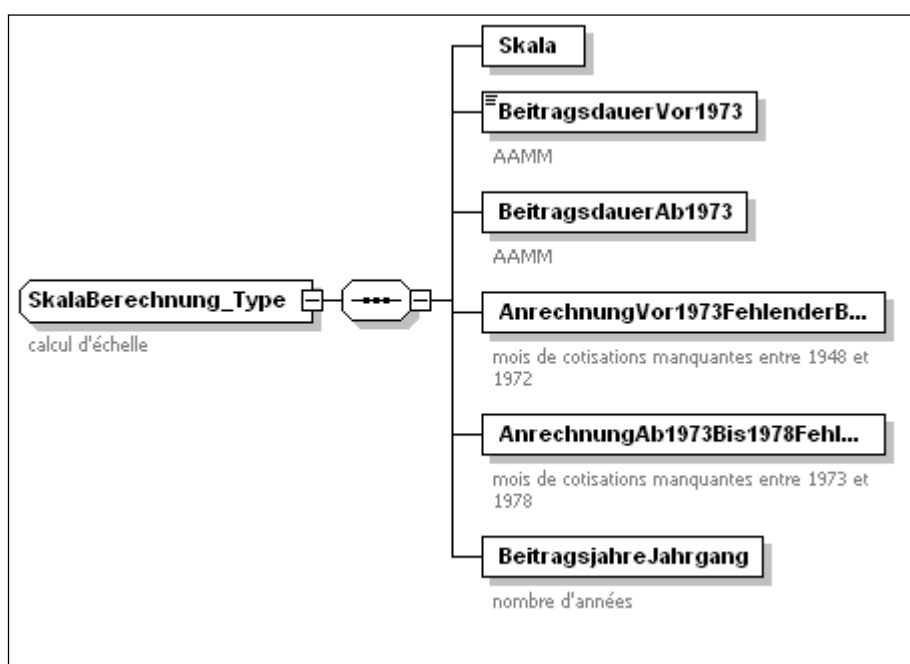 Skala
BeitragsdauerVor1973
AAMM
BeitragsdauerAb1973
AAMM
SkalaBerechnung_Type
calcul d'échelle
AnrechnungVor1973FehlenderB...
mois de cotisations manquantes entre 1948 et
1972
AnrechnungAb1973Bis1978Fehl...
mois de cotisations manquantes entre 1973 et
1978
BeitragsjahreJahrgang
nombre d'années